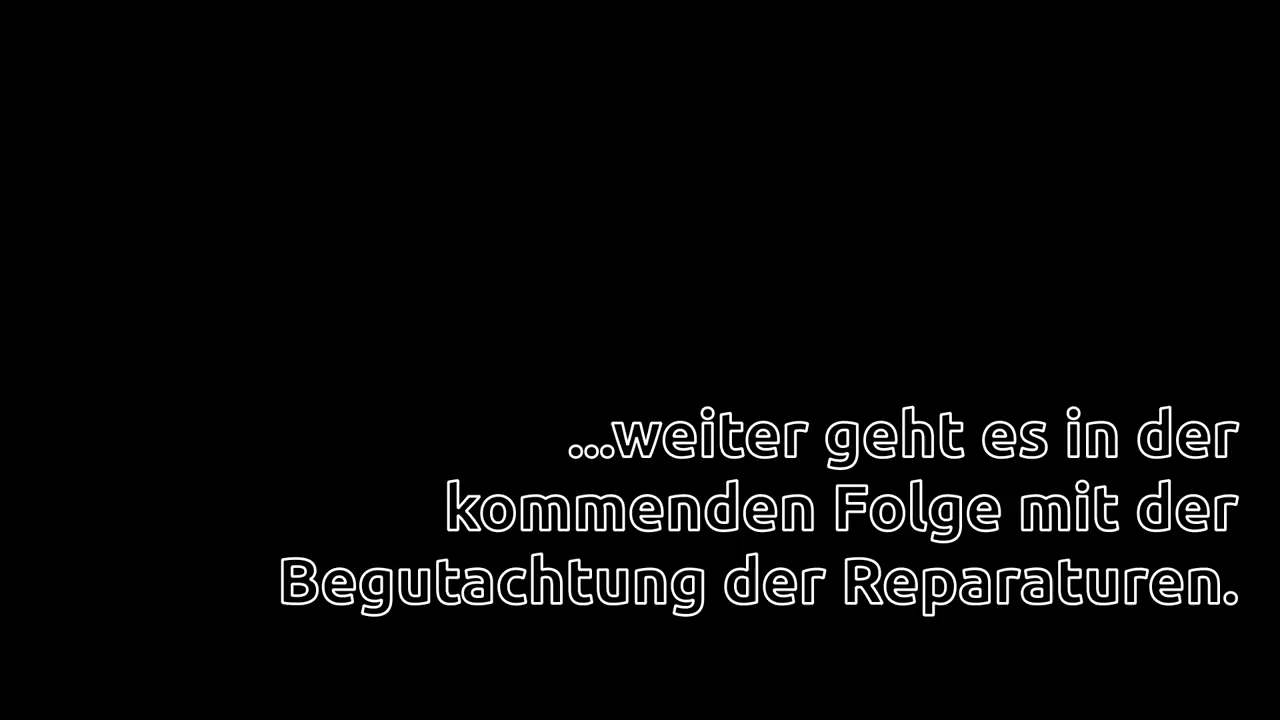 ...weiter geht es in der
kommenden Folge mit der
Begutachtung der Reparaturen.